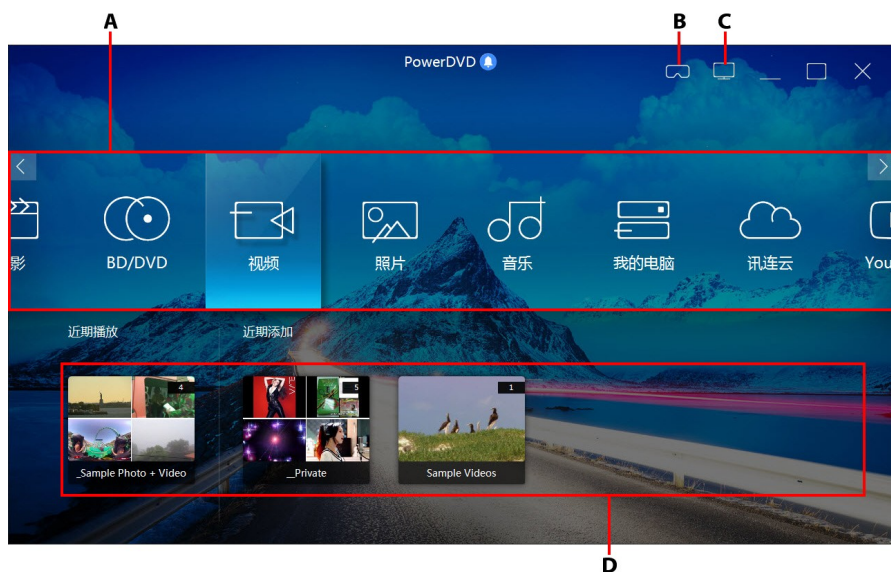 A B C
PowerDVD
影 BD/DVD 视频 照片 音乐 我的电脑 讯连云 You
近期播放 近期添加
4 5 1
_Sample Photo + Video __Private Sample Videos
D